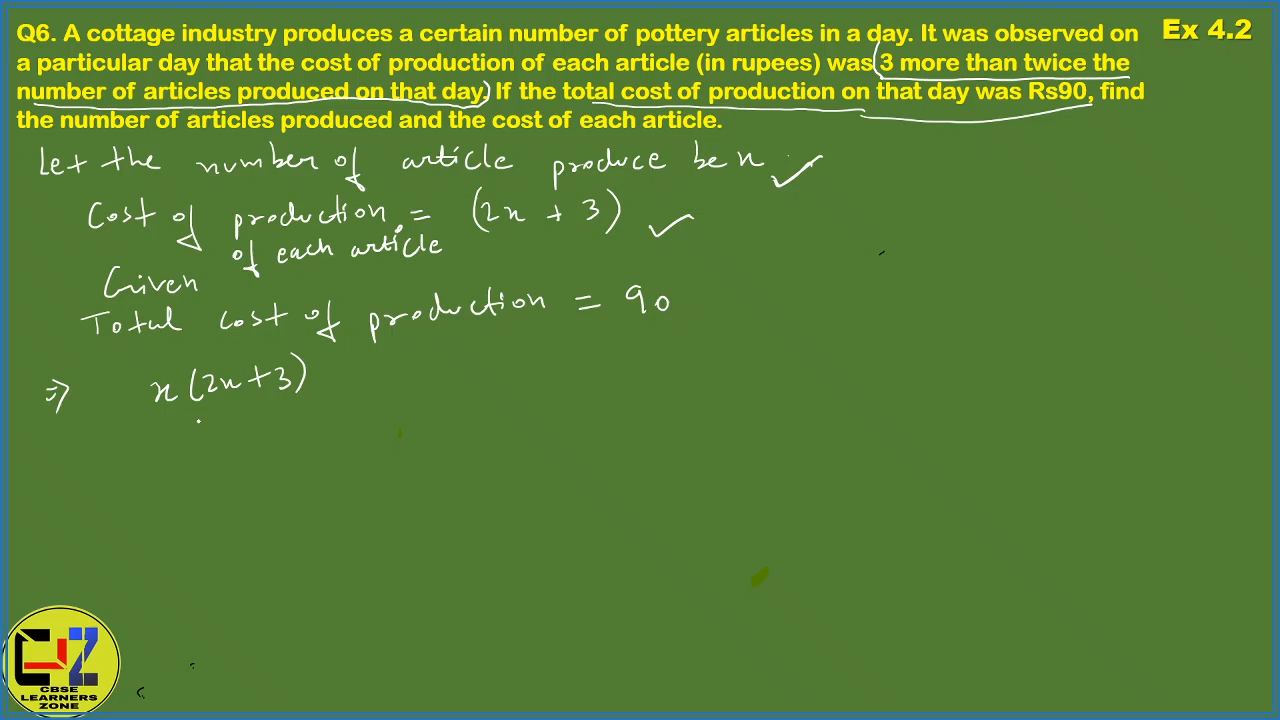 Q6. A cottage industry produces a certain number of pottery articles in a day. It was observed on
a particular day that the cost of production of each article (in rupees) was 3 more than twice the
number of articles produced on that day. If the total cost of production on that day was Rs90, find
the number of articles produced and the cost of each article.
Ex 4.2
Let the number of article produce be x
Cost of production = (2x + 3)
of each article
Given
Total cost of production = 90
⇒ x(2x+3)
CBSE
LEARNERS
ZONE